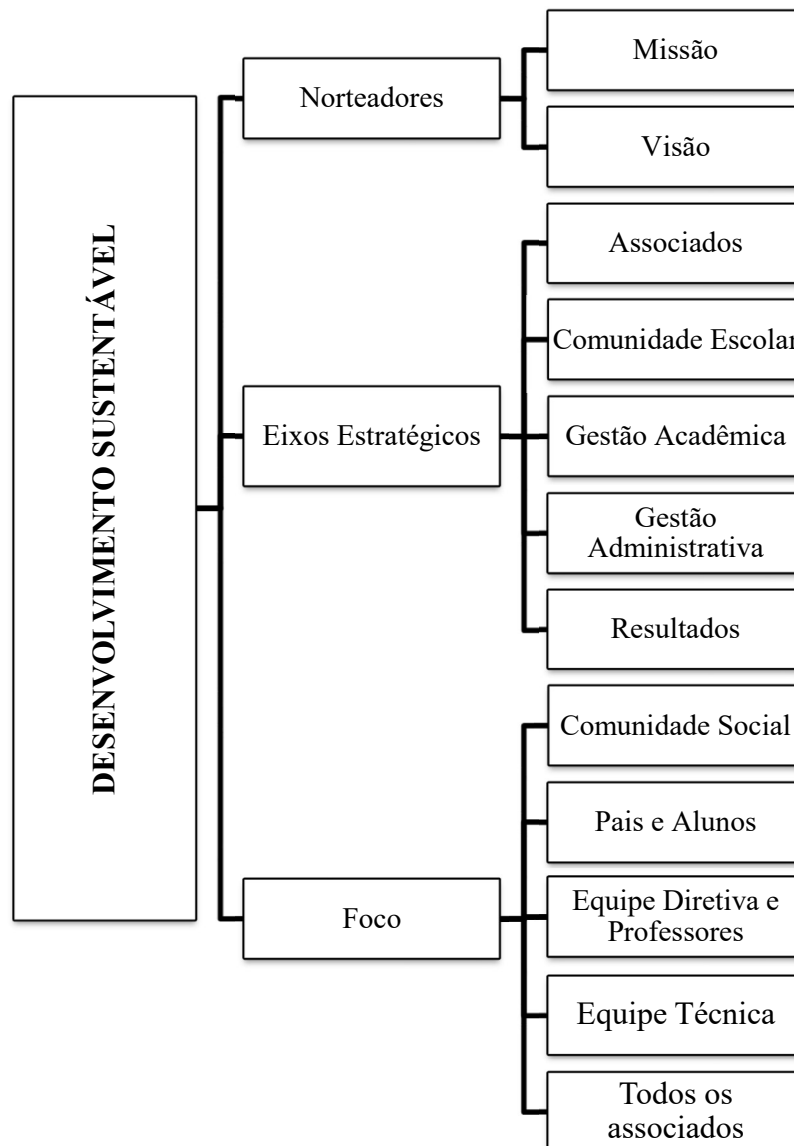 DESENVOLVIMENTO SUSTENTÁVEL
Norteadores
Missão
Visão
Eixos Estratégicos
Associados
Comunidade Escolar
Gestão Acadêmica
Gestão
Administrativa
Resultados
Foco
Comunidade Social
Pais e Alunos
Equipe Diretiva e
Professores
Equipe Técnica
Todos os
associados